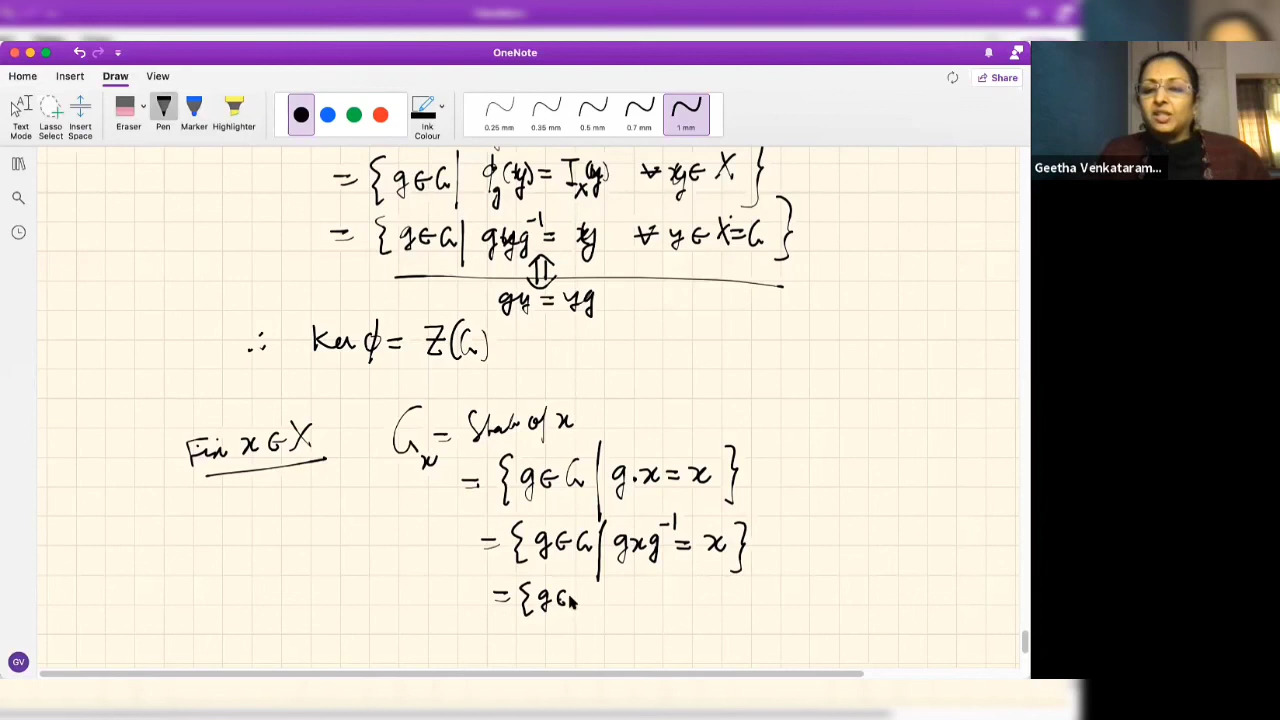 OneNote
Home Insert Draw View
Share
Text Mode
Lasso Select
Insert Space
Eraser
Pen
Marker
Highlighter
Ink Colour
0.25 mm
0.35 mm
0.5 mm
0.7 mm
1 mm
Geetha Venkataram...
= {g ∈ G | ϕ_g(y) = I_X(y) ∀ y ∈ X}
= {g ∈ G | gyg⁻¹ = y ∀ y ∈ X = G}
⇕
gy = yg
∴ Ker ϕ = Z(G)
Fix x ∈ X G_x = Stab of x
= {g ∈ G | g.x = x}
= {g ∈ G | gxg⁻¹ = x}
= {g ∈
GV